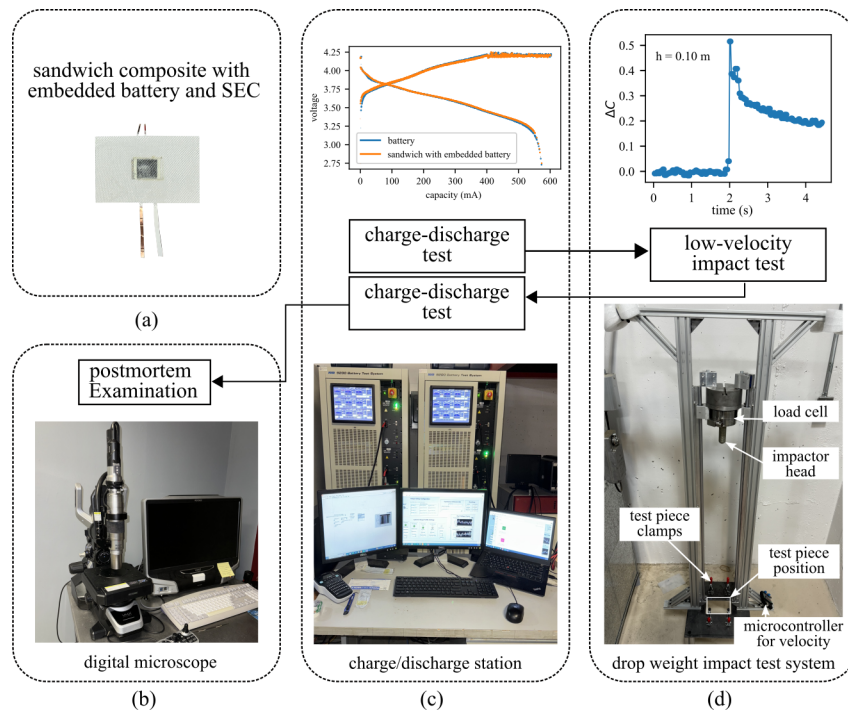 sandwich composite with
embedded battery and SEC
(a)
4.25
4.00
3.75
3.50
3.25
3.00
2.75
voltage
battery
sandwich with embedded battery
0 100 200 300 400 500 600
capacity (mA)
charge-discharge
test
charge-discharge
test
h = 0.10 m
0.5
0.4
0.3
0.2
0.1
0.0
ΔC
0 2 4
time (s)
low-velocity
impact test
postmortem
Examination
digital microscope
(b)
charge/discharge station
(c)
load cell
impactor
head
test piece
clamps
test piece
position
microcontroller
for velocity
drop weight impact test system
(d)